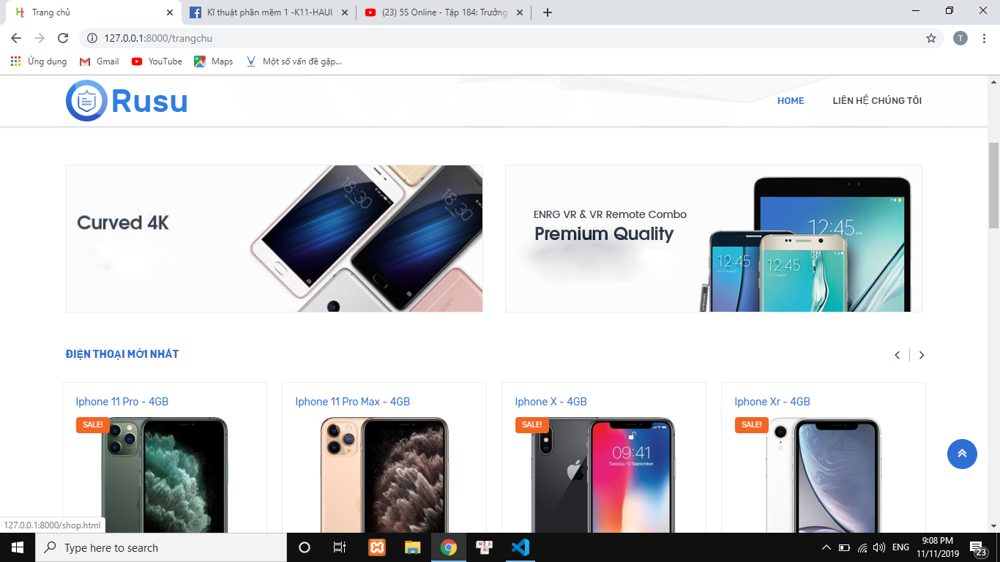 Trang chủ
Kĩ thuật phần mềm 1 -K11-HAUI
(23) 5S Online - Tập 184: Trưởng
127.0.0.1:8000/trangchu
T
Ứng dụng
Gmail
YouTube
Maps
Một số vấn đề gặp...
Rusu
HOME
LIÊN HỆ CHÚNG TÔI
Curved 4K
18:30
18:30
ENRG VR & VR Remote Combo
Premium Quality
12:45 PM
12:45
12:45
SAMSUNG
ĐIỆN THOẠI MỚI NHẤT
Iphone 11 Pro - 4GB
Iphone 11 Pro Max - 4GB
Iphone X - 4GB
Iphone Xr - 4GB
SALE!
SALE!
SALE!
09:41
Tuesday, 12 September
127.0.0.1:8000/shop.html
Type here to search
ENG
9:08 PM
11/11/2019
23